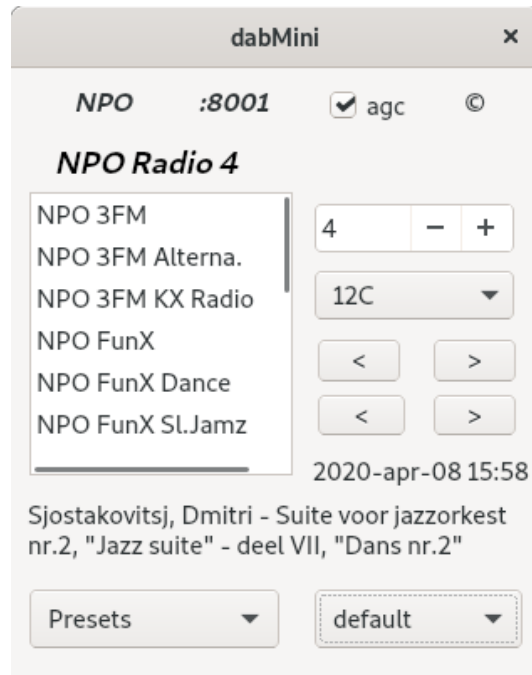 dabMini ×
NPO :8001 agc ©
NPO Radio 4
NPO 3FM
NPO 3FM Alterna.
NPO 3FM KX Radio
NPO FunX
NPO FunX Dance
NPO FunX Sl.Jamz
4 − +
12C
< >
< >
2020-apr-08 15:58
Sjostakovitsj, Dmitri - Suite voor jazzorkest
nr.2, "Jazz suite" - deel VII, "Dans nr.2"
Presets default